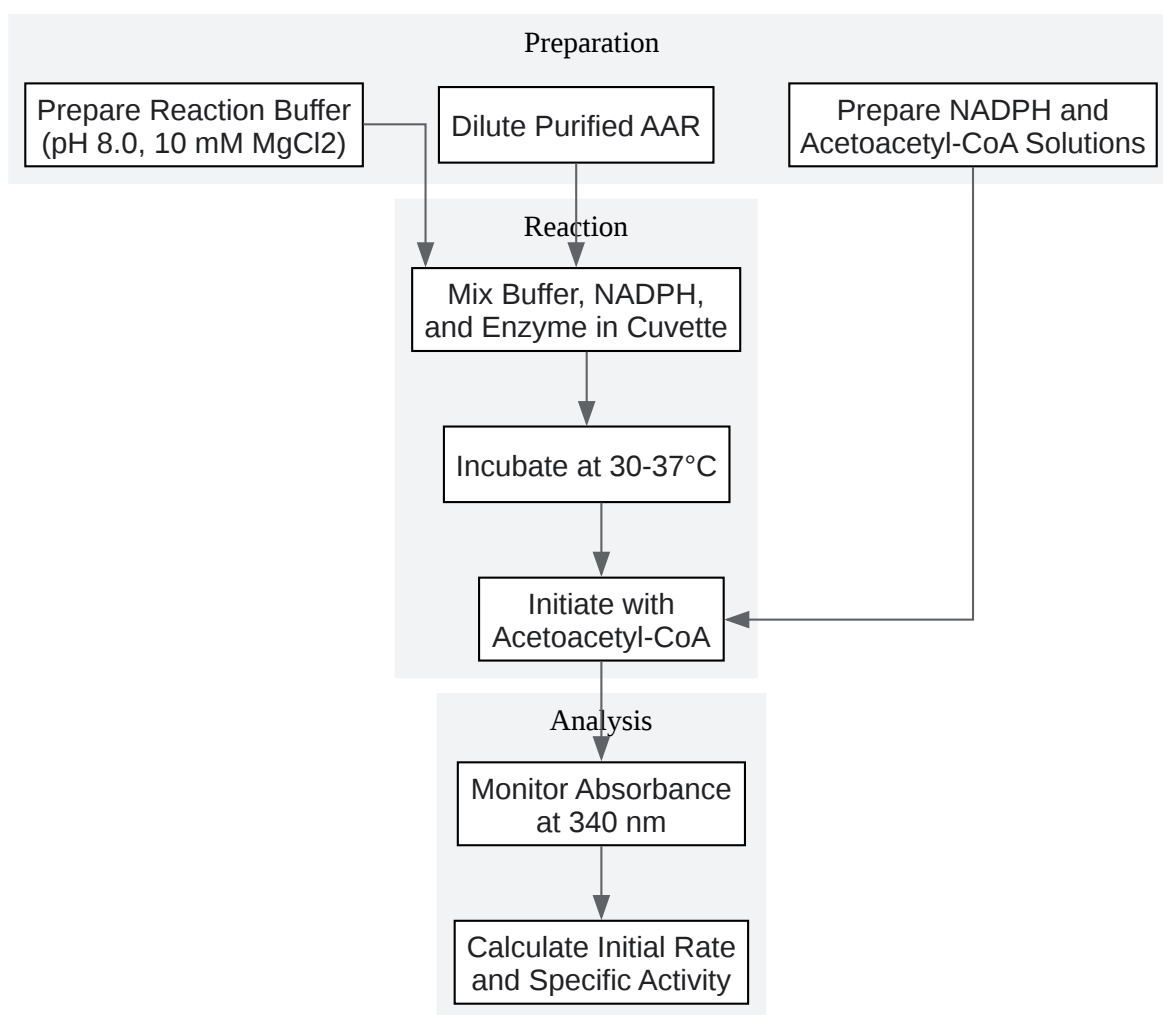 Preparation
Prepare Reaction Buffer
(pH 8.0, 10 mM MgCl2)
Dilute Purified AAR
Prepare NADPH and
Acetoacetyl-CoA Solutions
Reaction
Mix Buffer, NADPH,
and Enzyme in Cuvette
Incubate at 30-37°C
Initiate with
Acetoacetyl-CoA
Analysis
Monitor Absorbance
at 340 nm
Calculate Initial Rate
and Specific Activity